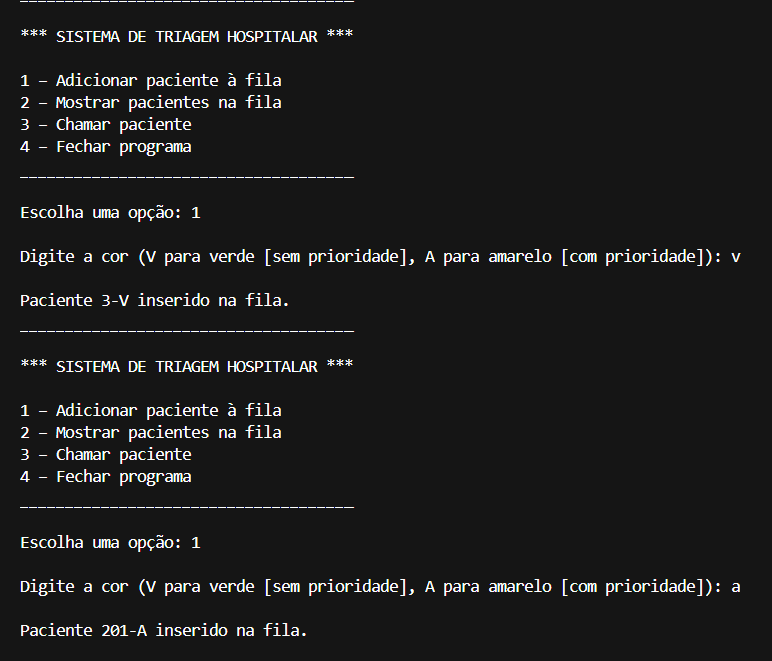 _____________________________________
*** SISTEMA DE TRIAGEM HOSPITALAR ***
1 – Adicionar paciente à fila
2 – Mostrar pacientes na fila
3 – Chamar paciente
4 – Fechar programa
_____________________________________
Escolha uma opção: 1
Digite a cor (V para verde [sem prioridade], A para amarelo [com prioridade]): v
Paciente 3-V inserido na fila.
_____________________________________
*** SISTEMA DE TRIAGEM HOSPITALAR ***
1 – Adicionar paciente à fila
2 – Mostrar pacientes na fila
3 – Chamar paciente
4 – Fechar programa
_____________________________________
Escolha uma opção: 1
Digite a cor (V para verde [sem prioridade], A para amarelo [com prioridade]): a
Paciente 201-A inserido na fila.